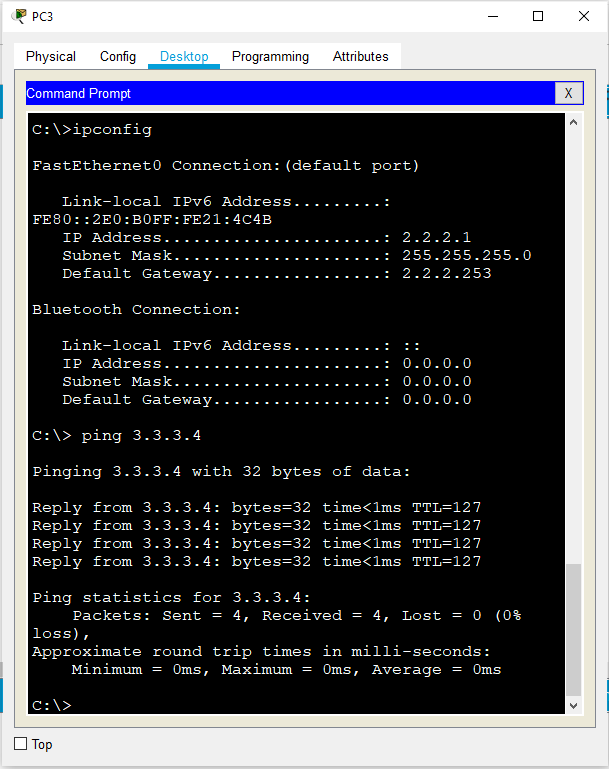 PC3
Physical Config Desktop Programming Attributes
Command Prompt X
C:\>ipconfig
FastEthernet0 Connection:(default port)
Link-local IPv6 Address.........:
FE80::2E0:B0FF:FE21:4C4B
IP Address......................: 2.2.2.1
Subnet Mask.....................: 255.255.255.0
Default Gateway.................: 2.2.2.253
Bluetooth Connection:
Link-local IPv6 Address.........: ::
IP Address......................: 0.0.0.0
Subnet Mask.....................: 0.0.0.0
Default Gateway.................: 0.0.0.0
C:\> ping 3.3.3.4
Pinging 3.3.3.4 with 32 bytes of data:
Reply from 3.3.3.4: bytes=32 time<1ms TTL=127
Reply from 3.3.3.4: bytes=32 time<1ms TTL=127
Reply from 3.3.3.4: bytes=32 time<1ms TTL=127
Reply from 3.3.3.4: bytes=32 time<1ms TTL=127
Ping statistics for 3.3.3.4:
Packets: Sent = 4, Received = 4, Lost = 0 (0%
loss),
Approximate round trip times in milli-seconds:
Minimum = 0ms, Maximum = 0ms, Average = 0ms
C:\>
Top